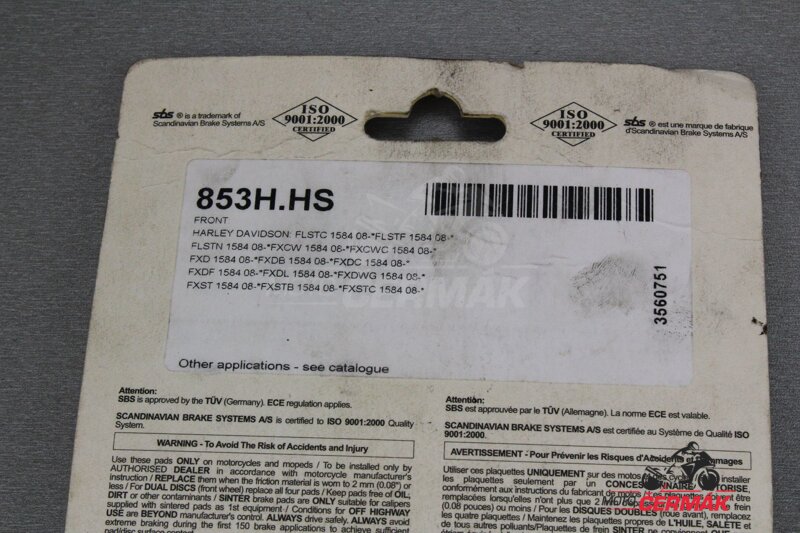 sbs ® is a trademark of
Scandinavian Brake Systems A/S
ISO
9001:2000
CERTIFIED
ISO
9001:2000
CERTIFIED
sbs ® est une marque de fabrique
d'Scandinavian Brake Systems A/S
853H.HS
FRONT
HARLEY DAVIDSON: FLSTC 1584 08-*FLSTF 1584 08-*
FLSTN 1584 08-*FXCW 1584 08-*FXCWC 1584 08-*
FXD 1584 08-*FXDB 1584 08-*FXDC 1584 08-*
FXDF 1584 08-*FXDL 1584 08-*FXDWG 1584 08-*
FXST 1584 08-*FXSTB 1584 08-*FXSTC 1584 08-*
3560751
Other applications - see catalogue
Attention:
SBS is approved by the TÜV (Germany). ECE regulation applies.
SCANDINAVIAN BRAKE SYSTEMS A/S is certified to ISO 9001:2000 Quality
System.
WARNING - To Avoid The Risk of Accidents and Injury
Use these pads ONLY on motorcycles and mopeds / To be installed only by
AUTHORISED DEALER in accordance with motorcycle manufacturer's
instruction / REPLACE them when the friction material is worn to 2 mm (0.08") or
less / For DUAL DISCS (front wheel) replace all four pads / Keep pads free of OIL,
DIRT or other contaminants / SINTER brake pads are ONLY suitable for calipers
supplied with sintered pads as 1st equipment / Conditions for OFF HIGHWAY
USE are BEYOND manufacturer's control. ALWAYS drive safely. ALWAYS avoid
extreme braking during the first 150 brake applications to achieve sufficient
pad/disc surface contact.
Attention:
SBS est approuvée par le TÜV (Allemagne). La norme ECE est valable.
SCANDINAVIAN BRAKE SYSTEMS A/S est certifié au Système de Qualité ISO
9001:2000.
AVERTISSEMENT - Pour Prévenir les Risques d'Accidents et
Utiliser ces plaquettes UNIQUEMENT sur des
les plaquettes seulement par un
conformément aux instructions du fabricant de
remplacées lorsqu'elles n'ont plus que 2
(0.08 pouces) ou moins / Pour les DISQUES DOUBLES (roue avant), remplacez
les quatre plaquettes / Maintenez les plaquettes propres de L'HUILE, SALETE et
de tous autres polluants/Plaquettes de frein
Moto
CERMAK
CERMAK